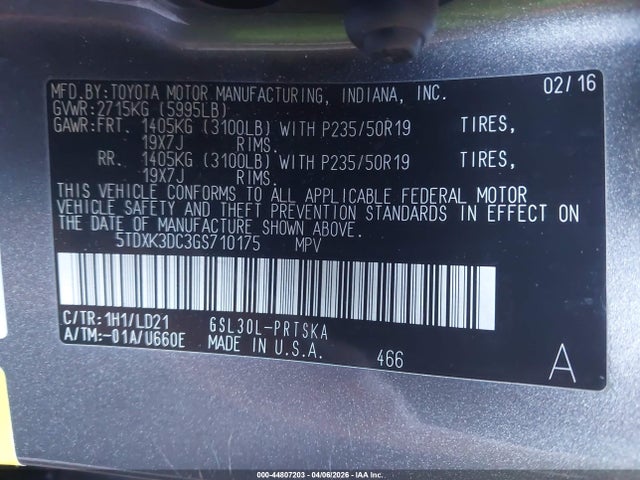 MFD.BY:TOYOTA MOTOR MANUFACTURING, INDIANA, INC. 02/16
GVWR:2715KG (5995LB)
GAWR:FRT. 1405KG (3100LB) WITH P235/50R19 TIRES,
19X7J RIMS.
RR. 1405KG (3100LB) WITH P235/50R19 TIRES,
19X7J RIMS.
THIS VEHICLE CONFORMS TO ALL APPLICABLE FEDERAL MOTOR
VEHICLE SAFETY AND THEFT PREVENTION STANDARDS IN EFFECT ON
THE DATE OF MANUFACTURE SHOWN ABOVE.
5TDXK3DC3GS710175 MPV
C/TR:1H1/LD21 GSL30L-PRTSKA
A/TM:-01A/U660E MADE IN U.S.A. 466 A
000-44807203 - 04/06/2026 - IAA Inc.